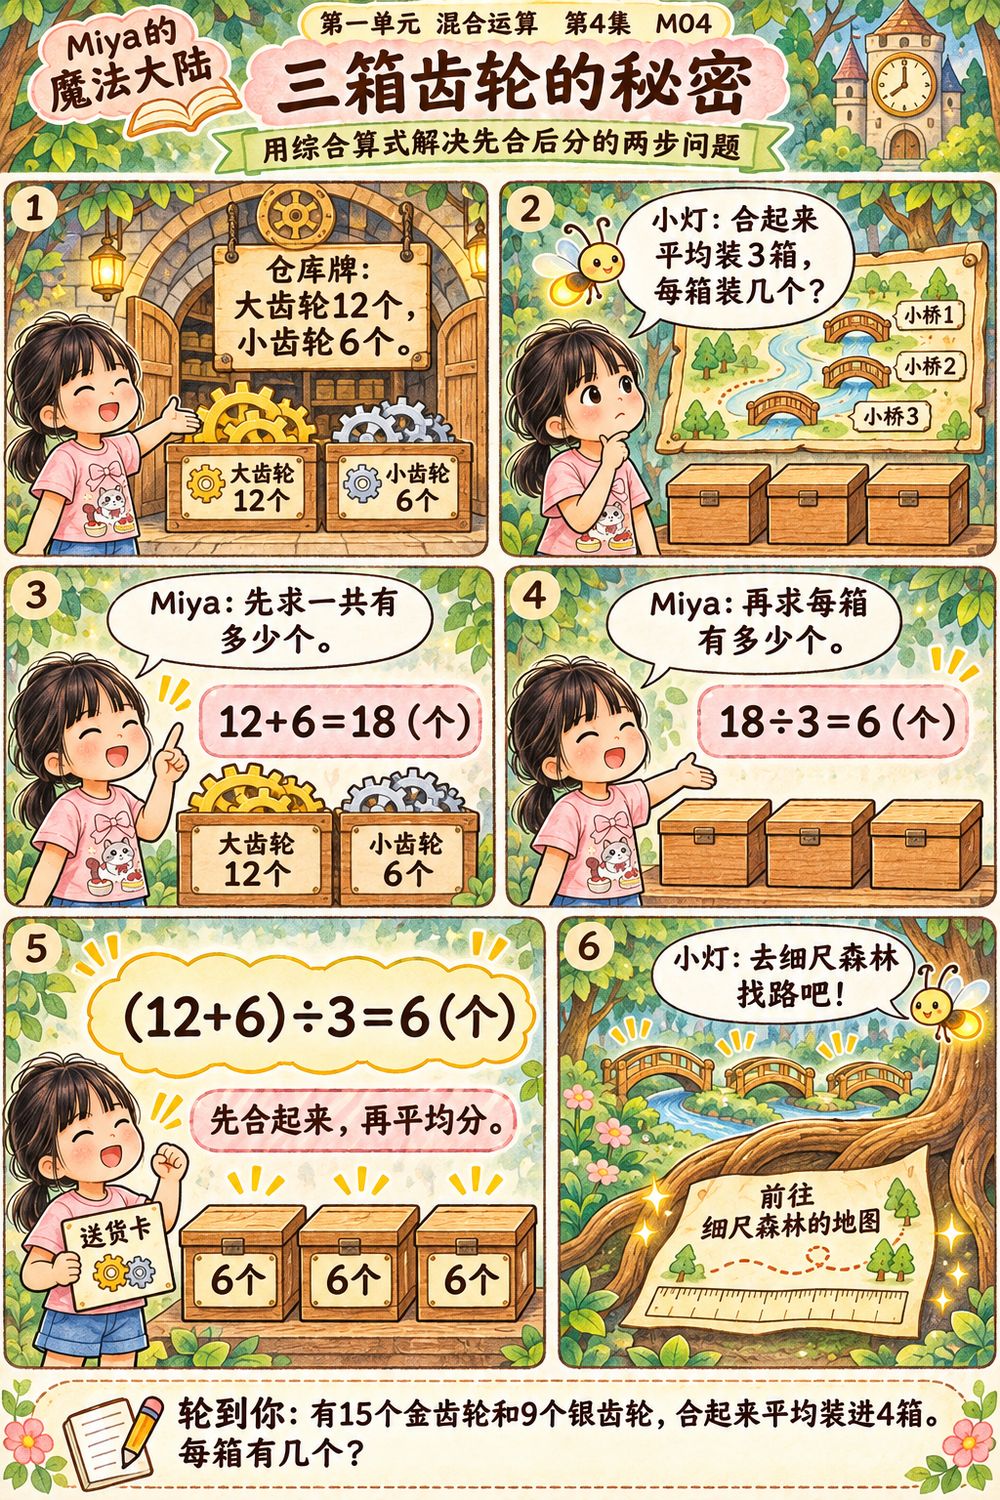 Miya的
魔法大陆
第一单元 混合运算 第4集 M04
三箱齿轮的秘密
用综合算式解决先合后分的两步问题
1
仓库牌：
大齿轮12个，
小齿轮6个。
大齿轮
12个
小齿轮
6个
2
小灯：合起来
平均装3箱，
每箱装几个？
小桥1
小桥2
小桥3
3
Miya：先求一共有
多少个。
12+6=18（个）
大齿轮
12个
小齿轮
6个
4
Miya：再求每箱
有多少个。
18÷3=6（个）
5
(12+6)÷3=6(个)
先合起来，再平均分。
送货卡
6个
6个
6个
6
小灯：去细尺森林
找路吧！
前往
细尺森林的地图
轮到你：有15个金齿轮和9个银齿轮，合起来平均装进4箱。
每箱有几个？